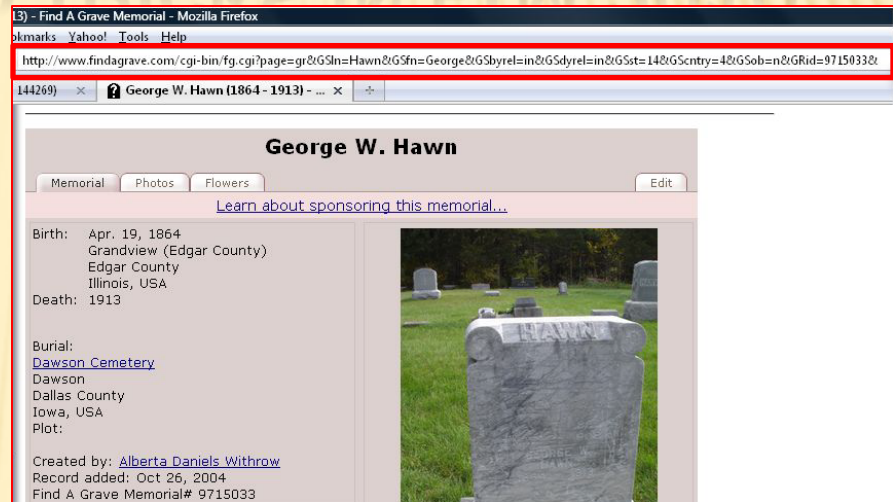 13) - Find A Grave Memorial - Mozilla Firefox
okmarks Yahoo! Tools Help
http://www.findagrave.com/cgi-bin/fg.cgi?page=gr&GSln=Hawn&GSfn=George&GSbyrel=in&GSdyrel=in&GSst=14&GScntry=4&GSob=n&GRid=9715033&
144269) × George W. Hawn (1864 - 1913) - ... ×
George W. Hawn
Memorial Photos Flowers Edit
Learn about sponsoring this memorial...
Birth: Apr. 19, 1864
Grandview (Edgar County)
Edgar County
Illinois, USA
Death: 1913
Burial:
Dawson Cemetery
Dawson
Dallas County
Iowa, USA
Plot:
Created by: Alberta Daniels Withrow
Record added: Oct 26, 2004
Find A Grave Memorial# 9715033
HAWN